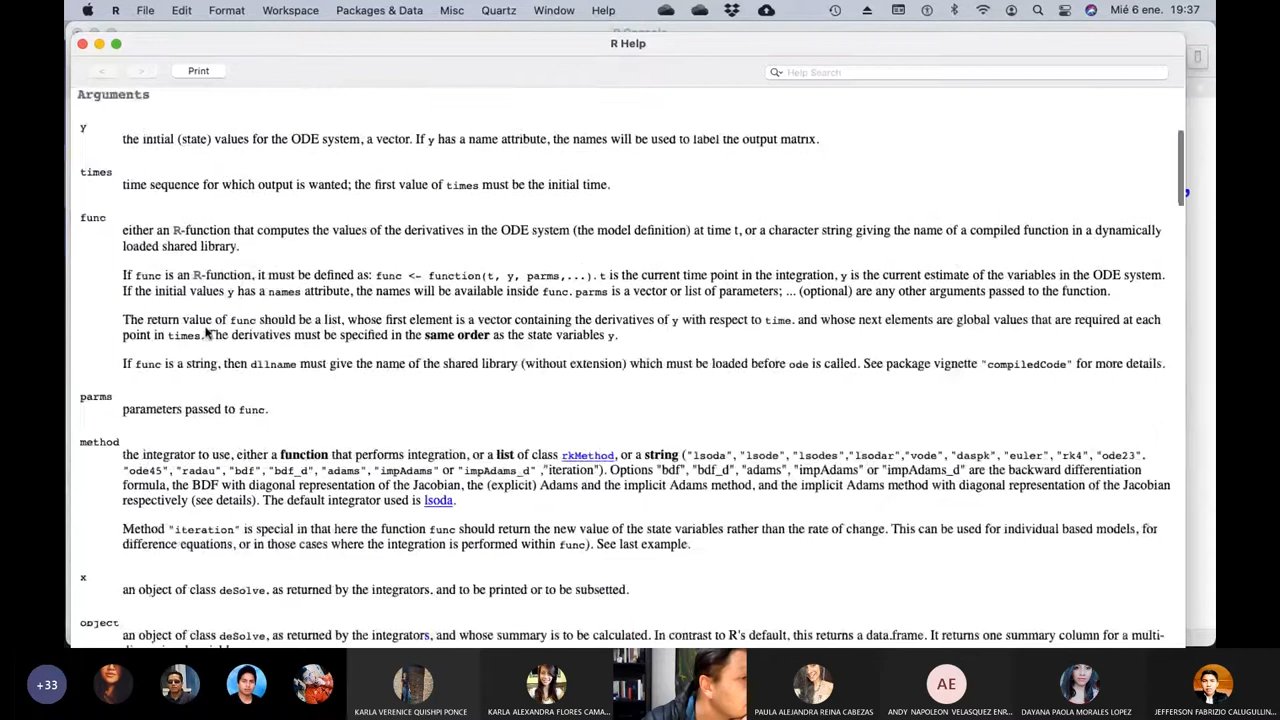 R File Edit Format Workspace Packages & Data Misc Quartz Window Help Mié 6 ene. 19:37
R Help
Print
Help Search
Arguments
y
the initial (state) values for the ODE system, a vector. If y has a name attribute, the names will be used to label the output matrix.
times
time sequence for which output is wanted; the first value of times must be the initial time.
func
either an R-function that computes the values of the derivatives in the ODE system (the model definition) at time t, or a character string giving the name of a compiled function in a dynamically
loaded shared library.
If func is an R-function, it must be defined as: func <- function(t, y, parms,...). t is the current time point in the integration, y is the current estimate of the variables in the ODE system.
If the initial values y has a names attribute, the names will be available inside func. parms is a vector or list of parameters; ... (optional) are any other arguments passed to the function.
The return value of func should be a list, whose first element is a vector containing the derivatives of y with respect to time. and whose next elements are global values that are required at each
point in times. The derivatives must be specified in the same order as the state variables y.
If func is a string, then dllname must give the name of the shared library (without extension) which must be loaded before ode is called. See package vignette "compiledCode" for more details.
parms
parameters passed to func.
method
the integrator to use, either a function that performs integration, or a list of class rkMethod, or a string ("lsoda", "lsode", "lsodes","lsodar","vode", "daspk", "euler", "rk4", "ode23",
"ode45", "radau", "bdf", "bdf_d", "adams", "impAdams" or "impAdams_d" ,"iteration"). Options "bdf", "bdf_d", "adams", "impAdams" or "impAdams_d" are the backward differentiation
formula, the BDF with diagonal representation of the Jacobian, the (explicit) Adams and the implicit Adams method, and the implicit Adams method with diagonal representation of the Jacobian
respectively (see details). The default integrator used is lsoda.
Method "iteration" is special in that here the function func should return the new value of the state variables rather than the rate of change. This can be used for individual based models, for
difference equations, or in those cases where the integration is performed within func). See last example.
x
an object of class deSolve, as returned by the integrators, and to be printed or to be subsetted.
object
an object of class deSolve, as returned by the integrators, and whose summary is to be calculated. In contrast to R's default, this returns a data.frame. It returns one summary column for a multi-
+33
AE
KARLA VERENICE QUISHPI PONCE
KARLA ALEXANDRA FLORES CAMA...
PAULA ALEJANDRA REINA CABEZAS
ANDY NAPOLEON VELASQUEZ ENR...
DAYANA PAOLA MORALES LOPEZ
JEFFERSON FABRIZIO CALUGULLIN...